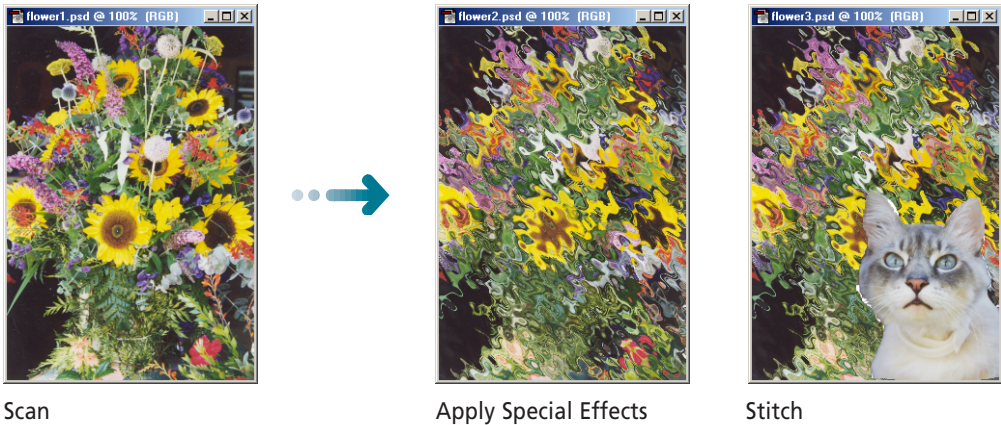 flower1.psd @ 100% (RGB)
flower2.psd @ 100% (RGB)
flower3.psd @ 100% (RGB)
Scan
Apply Special Effects
Stitch